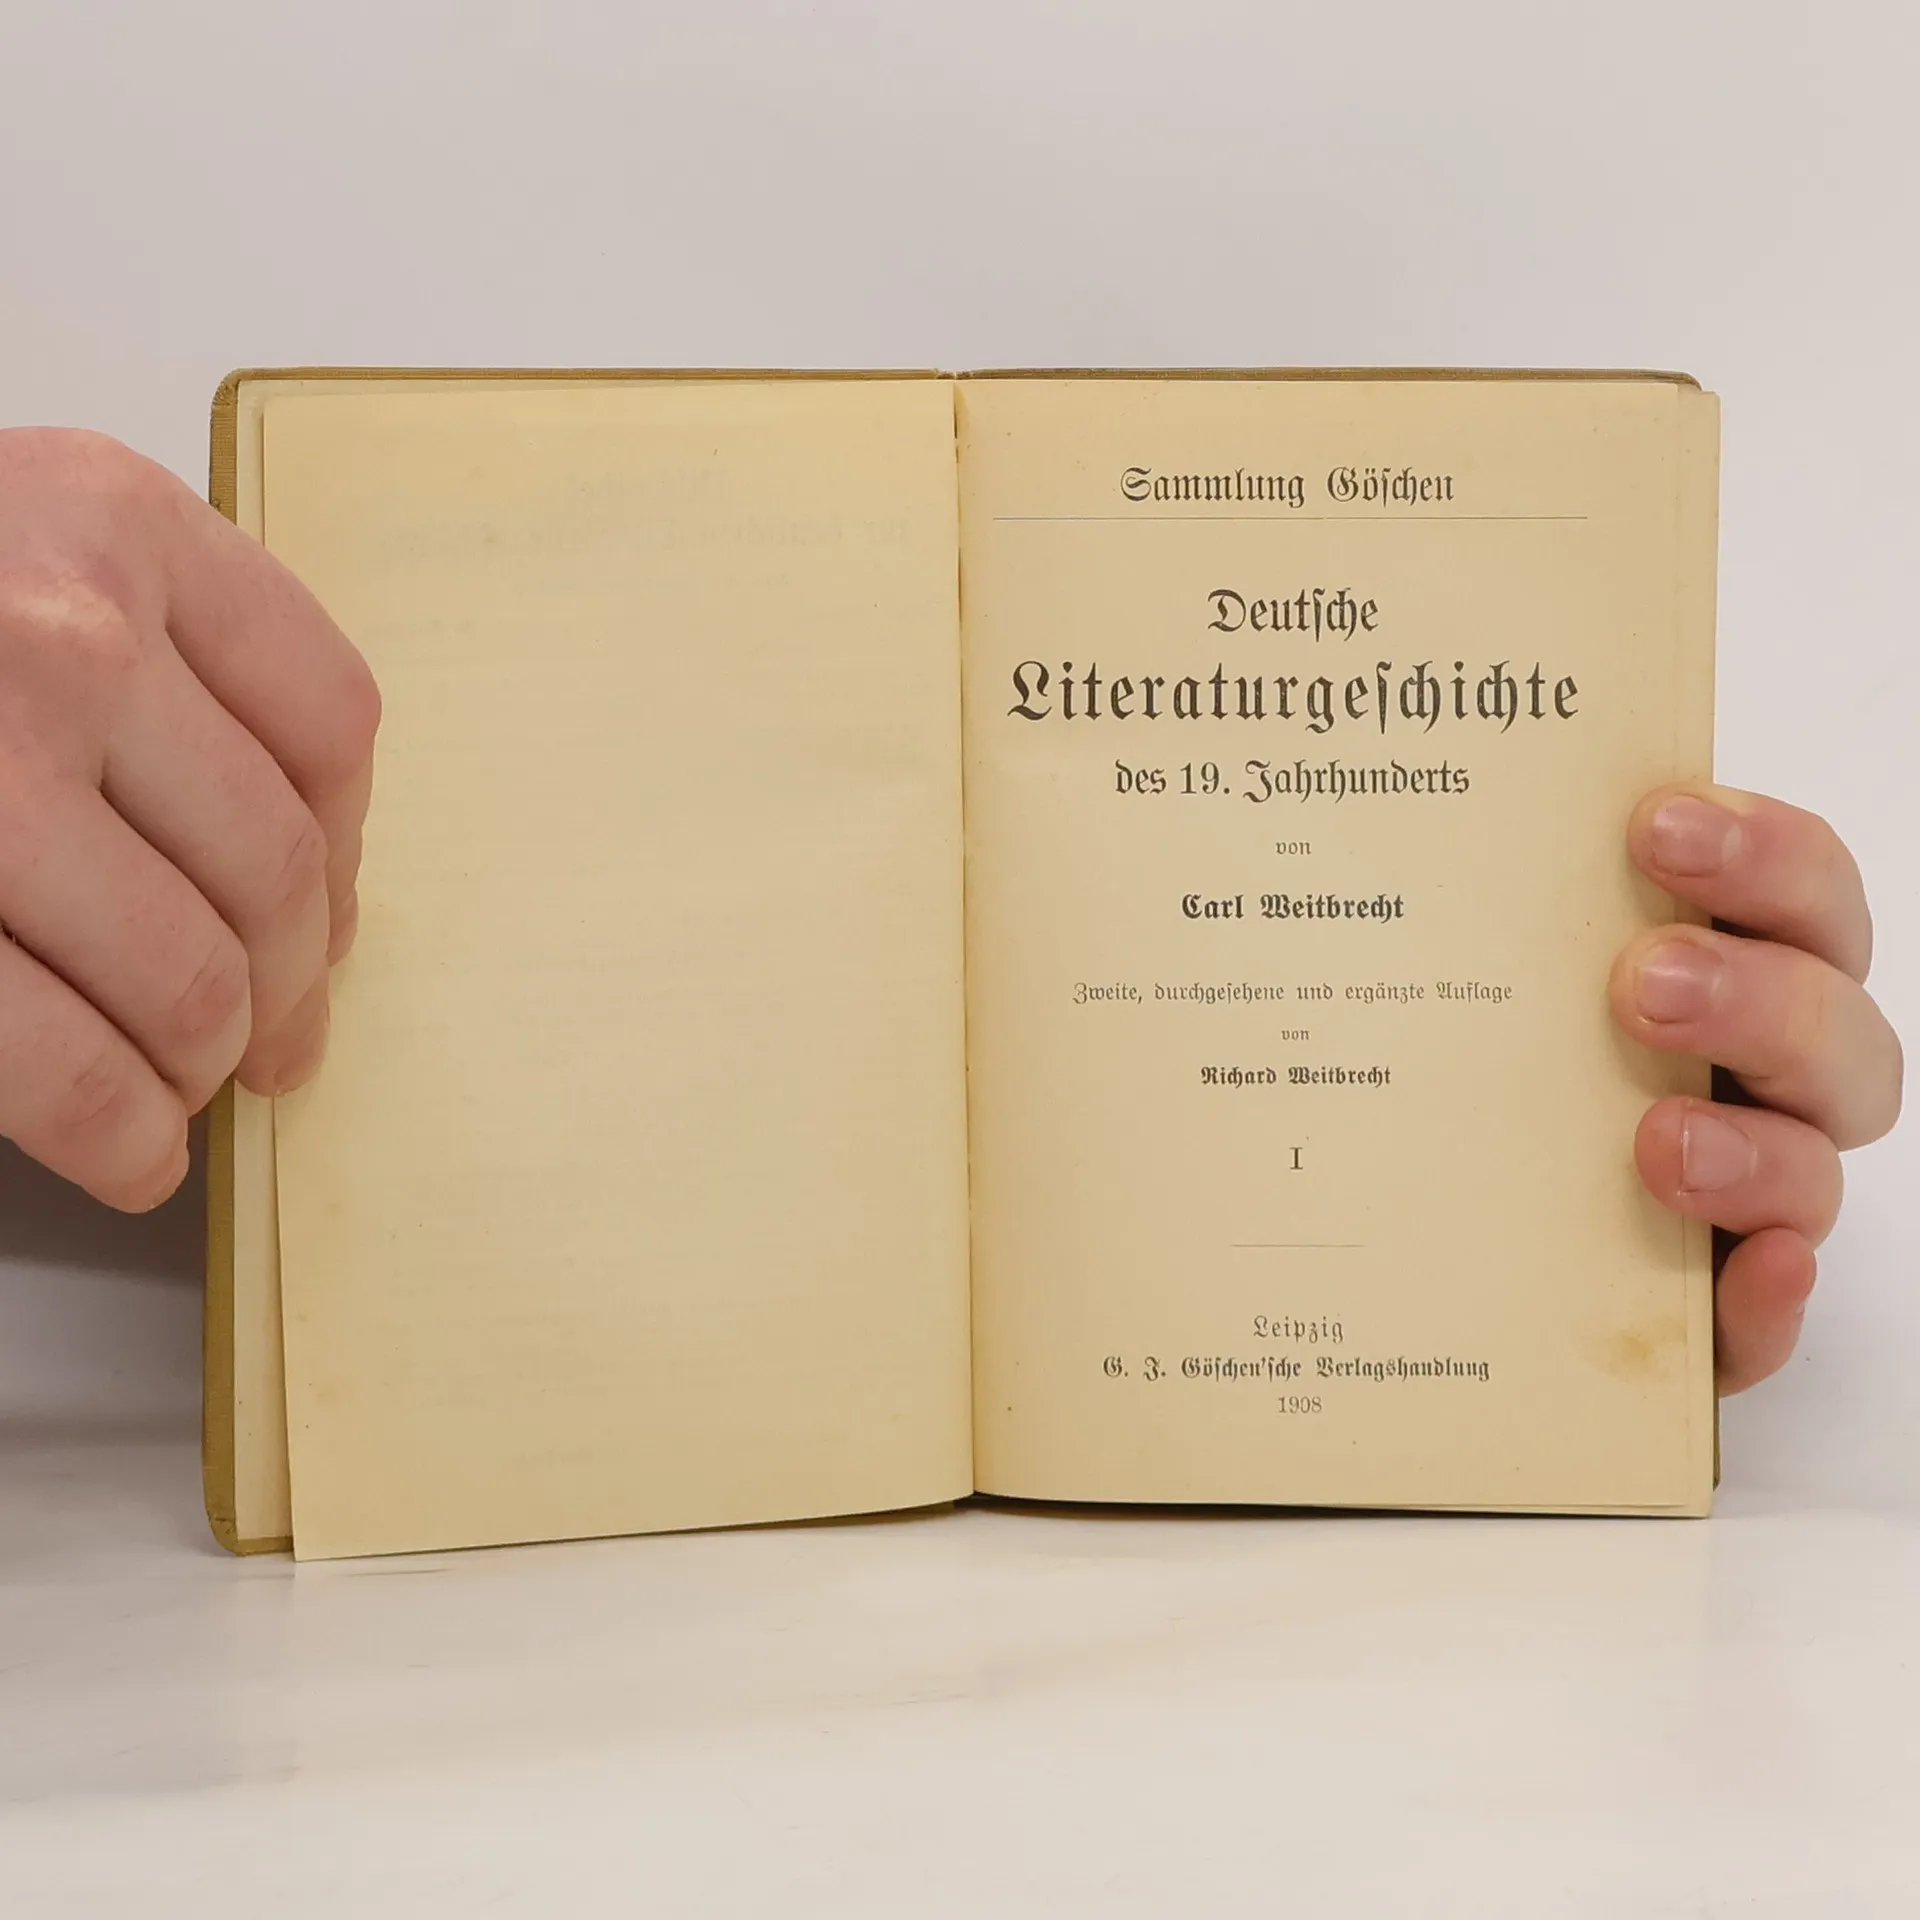 Sammlung Göſchen
Deutſche
Literaturgeſchichte
des 19. Jahrhunderts
von
Carl Weitbrecht
Zweite, durchgeſehene und ergänzte Auflage
von
Richard Weitbrecht
I
Leipzig
G. J. Göſchen'ſche Verlagshandlung
1908